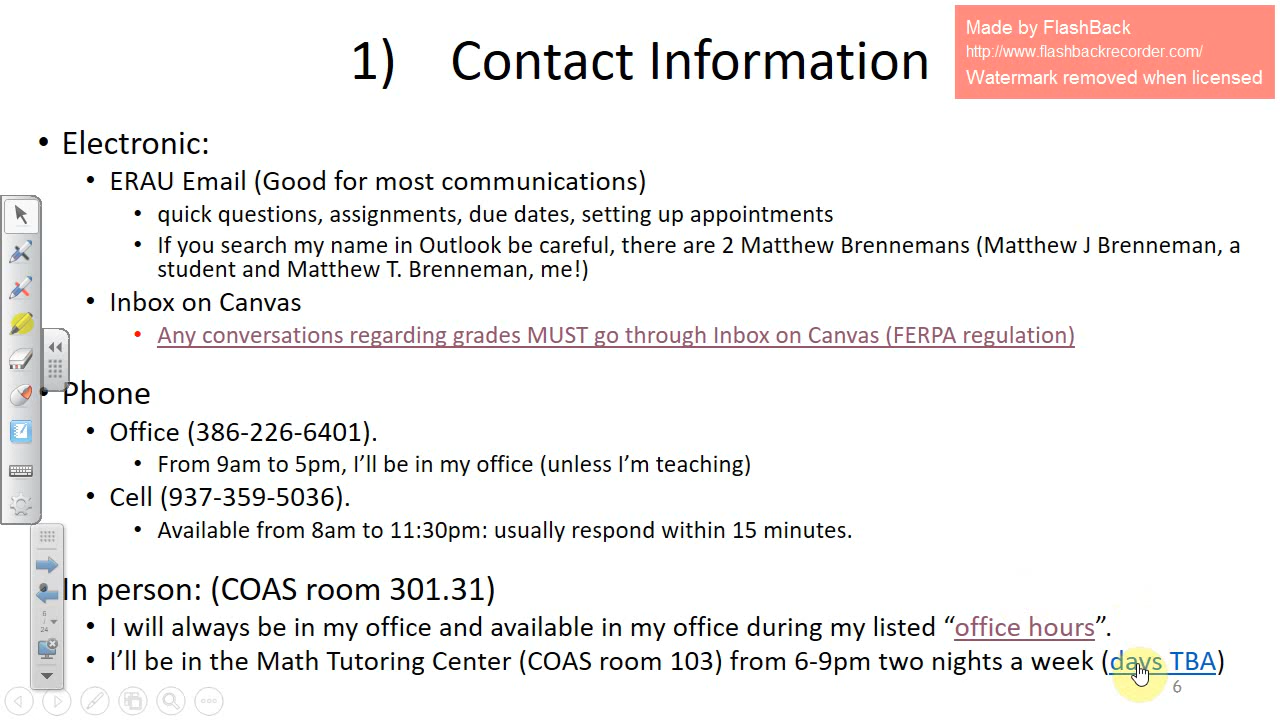 Made by FlashBack
http://www.flashbackrecorder.com/
Watermark removed when licensed
1) Contact Information
• Electronic:
• ERAU Email (Good for most communications)
• quick questions, assignments, due dates, setting up appointments
• If you search my name in Outlook be careful, there are 2 Matthew Brennemans (Matthew J Brenneman, a
student and Matthew T. Brenneman, me!)
• Inbox on Canvas
• Any conversations regarding grades MUST go through Inbox on Canvas (FERPA regulation)
• Phone
• Office (386-226-6401).
• From 9am to 5pm, I’ll be in my office (unless I’m teaching)
• Cell (937-359-5036).
• Available from 8am to 11:30pm: usually respond within 15 minutes.
In person: (COAS room 301.31)
• I will always be in my office and available in my office during my listed “office hours”.
• I’ll be in the Math Tutoring Center (COAS room 103) from 6-9pm two nights a week (days TBA)
6
6
/
24